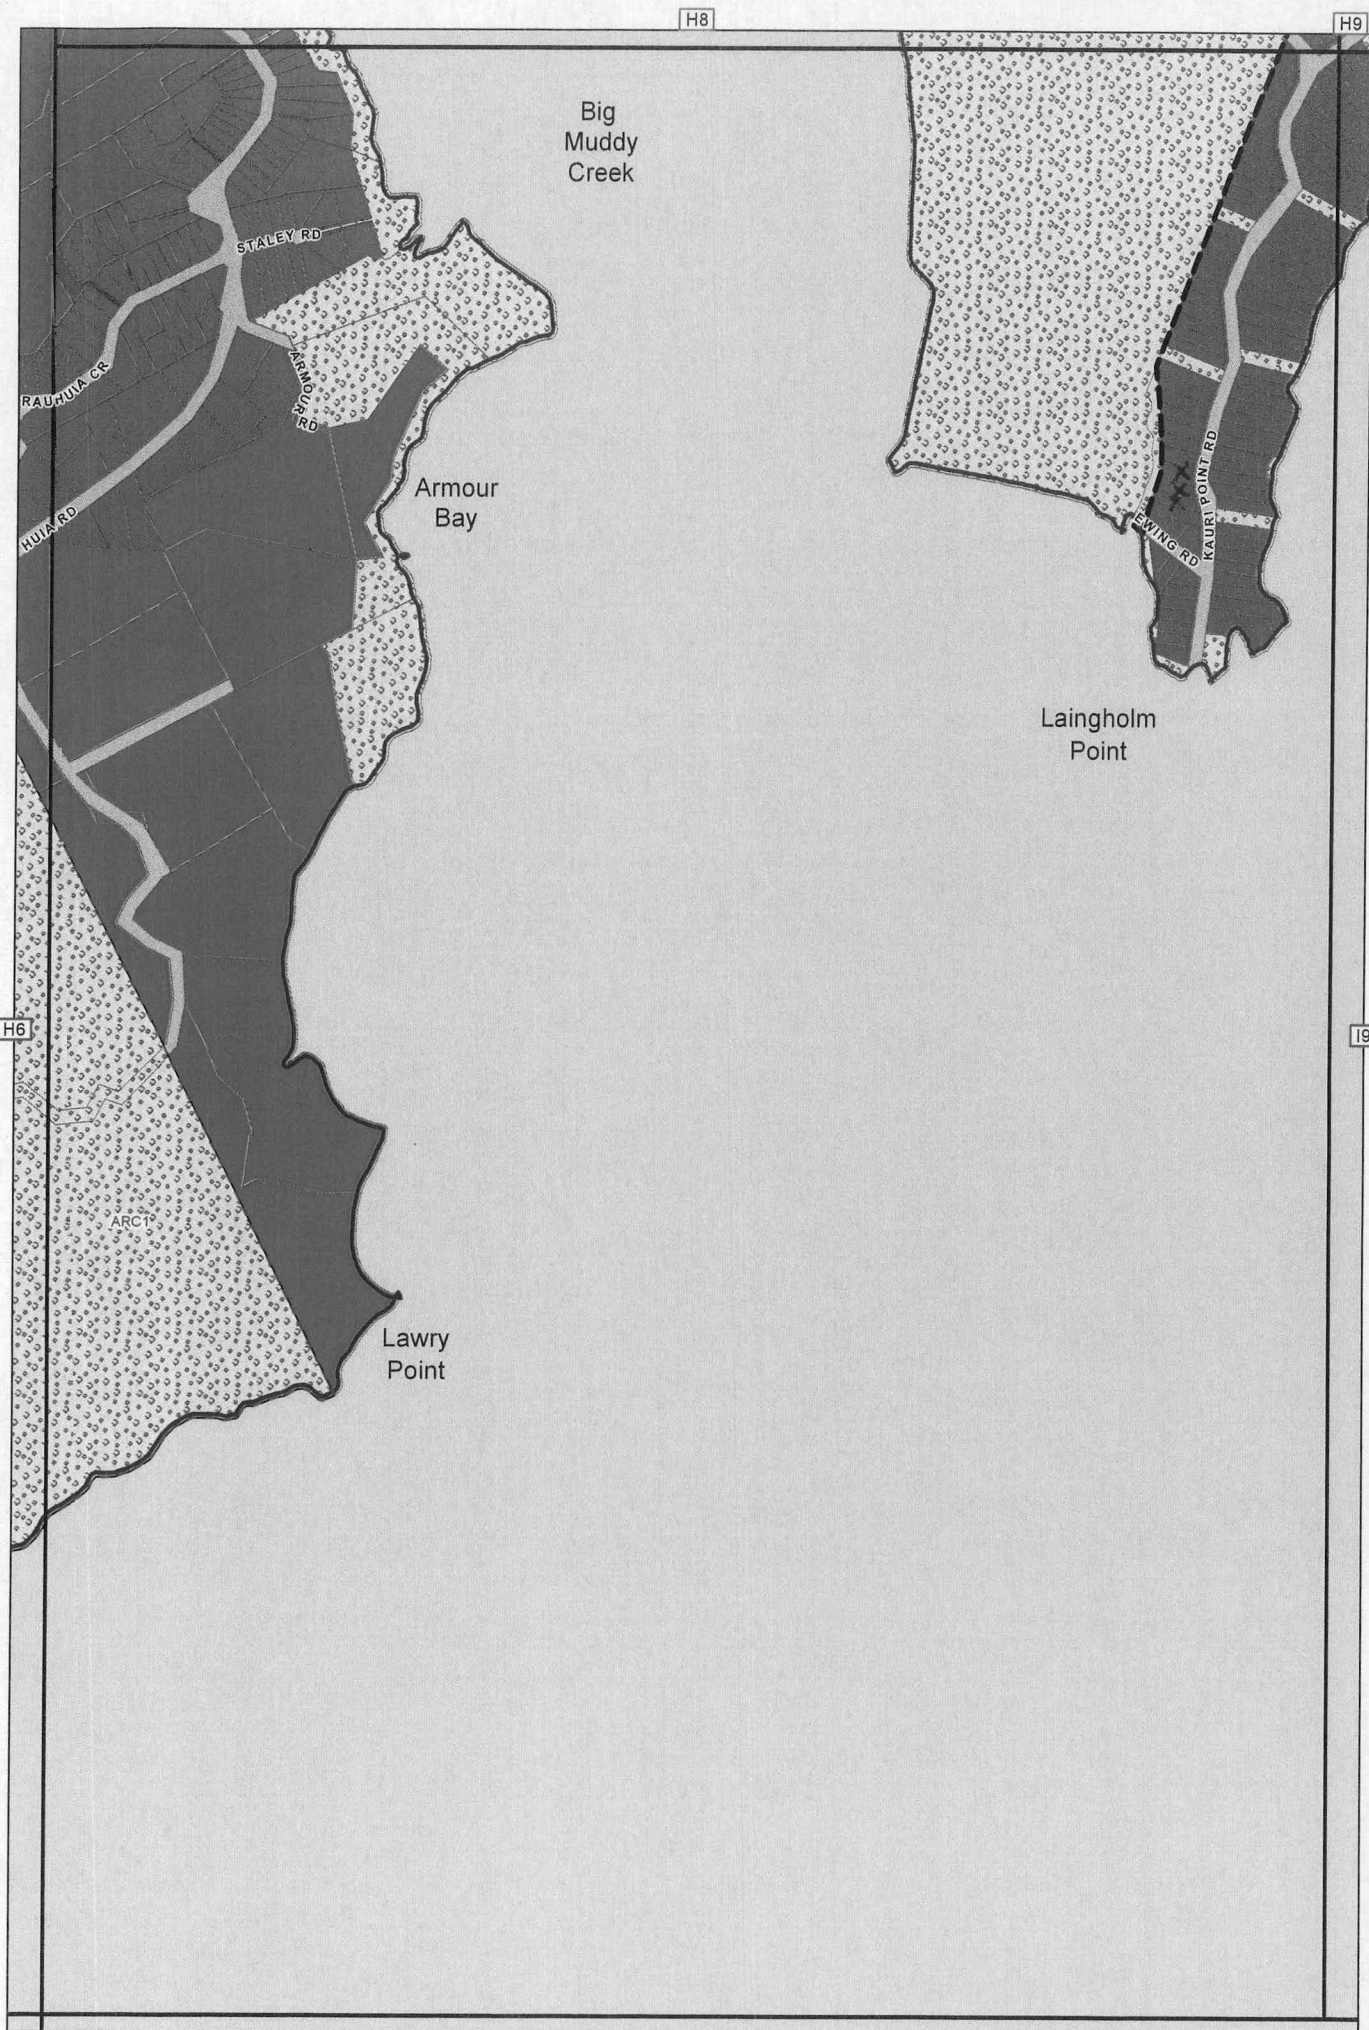 H8
H9
Big
Muddy
Creek
STALEY RD
RAUHUIA CR
ARMOUR RD
HUIA RD
Armour
Bay
KAURI POINT RD
EWING RD
Laingholm
Point
H6
I9
ARC1
Lawry
Point